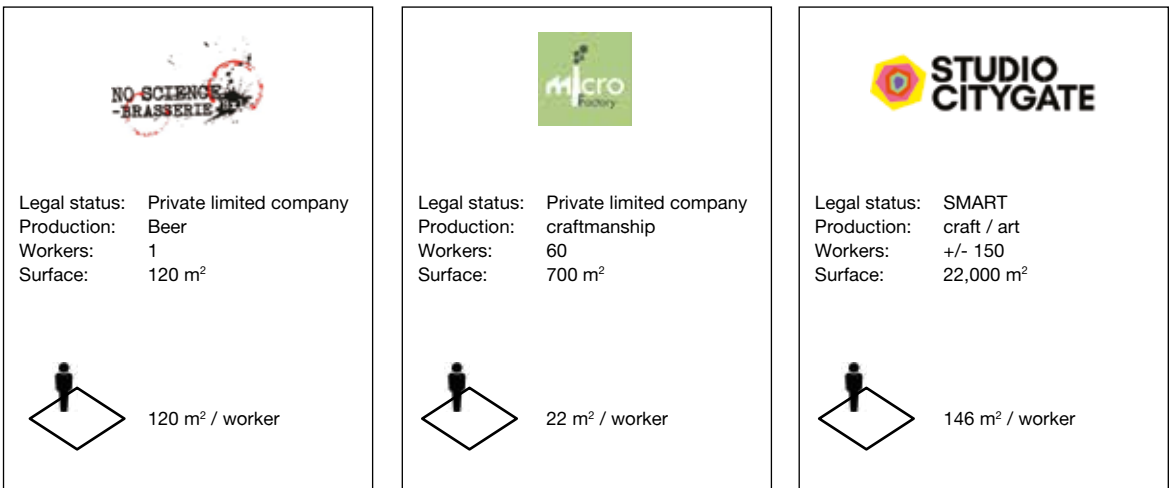 NO SCIENCE
-BRASSERIE
Legal status: Private limited company
Production: Beer
Workers: 1
Surface: 120 m²
120 m² / worker
micro
Factory
Legal status: Private limited company
Production: craftmanship
Workers: 60
Surface: 700 m²
22 m² / worker
STUDIO
CITYGATE
Legal status: SMART
Production: craft / art
Workers: +/- 150
Surface: 22,000 m²
146 m² / worker